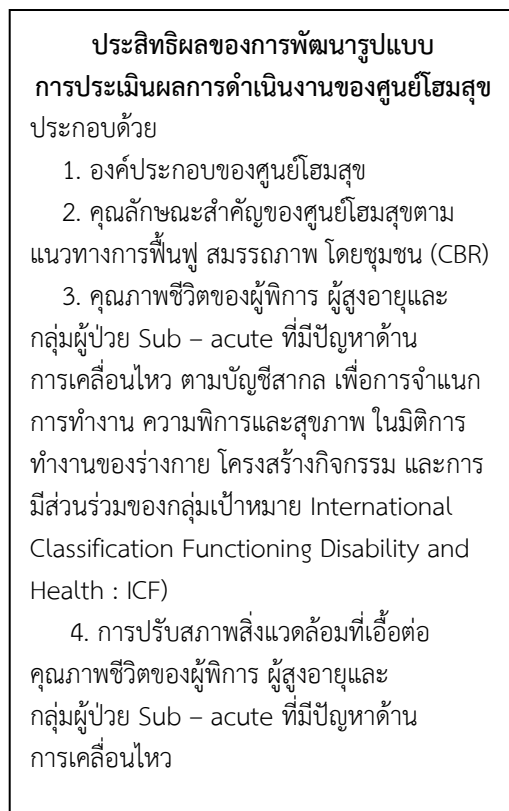 ประสิทธิผลของการพัฒนารูปแบบ
การประเมินผลการดำเนินงานของศูนย์โฮมสุข
ประกอบด้วย
1. องค์ประกอบของศูนย์โฮมสุข
2. คุณลักษณะสำคัญของศูนย์โฮมสุขตาม
แนวทางการฟื้นฟู สมรรถภาพ โดยชุมชน (CBR)
3. คุณภาพชีวิตของผู้พิการ ผู้สูงอายุและ
กลุ่มผู้ป่วย Sub – acute ที่มีปัญหาด้าน
การเคลื่อนไหว ตามบัญชีสากล เพื่อการจำแนก
การทำงาน ความพิการและสุขภาพ ในมิติการ
ทำงานของร่างกาย โครงสร้างกิจกรรม และการ
มีส่วนร่วมของกลุ่มเป้าหมาย International
Classification Functioning Disability and
Health : ICF)
4. การปรับสภาพสิ่งแวดล้อมที่เอื้อต่อ
คุณภาพชีวิตของผู้พิการ ผู้สูงอายุและ
กลุ่มผู้ป่วย Sub – acute ที่มีปัญหาด้าน
การเคลื่อนไหว